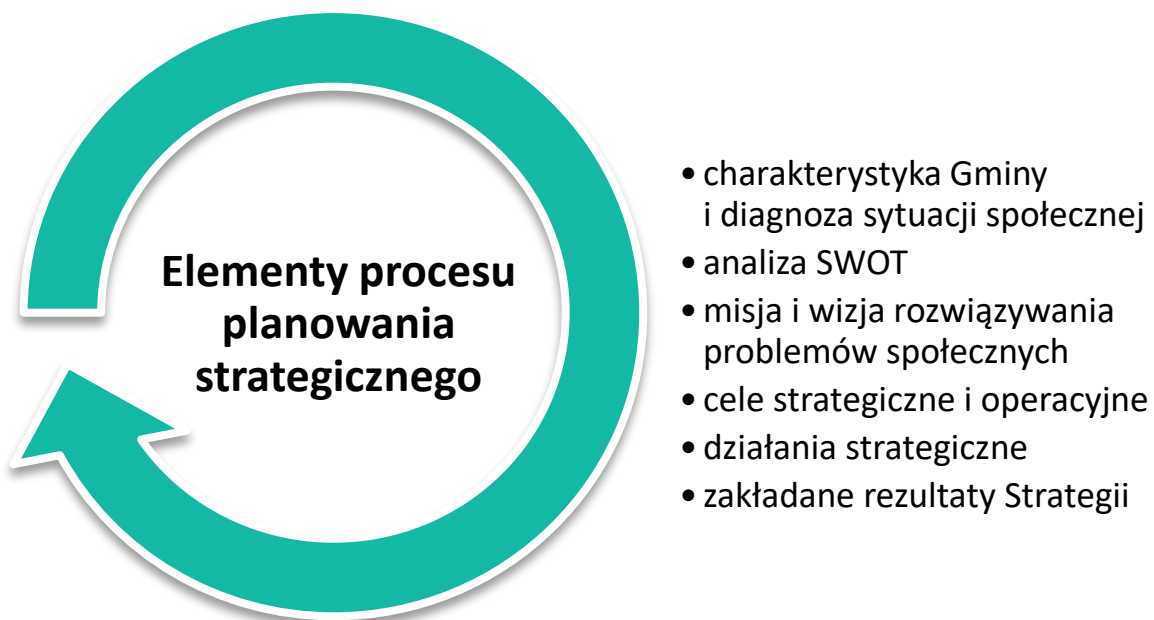 Elementy procesu
planowania
strategicznego
• charakterystyka Gminy
i diagnoza sytuacji społecznej
• analiza SWOT
• misja i wizja rozwiązywania
problemów społecznych
• cele strategiczne i operacyjne
• działania strategiczne
• zakładane rezultaty Strategii